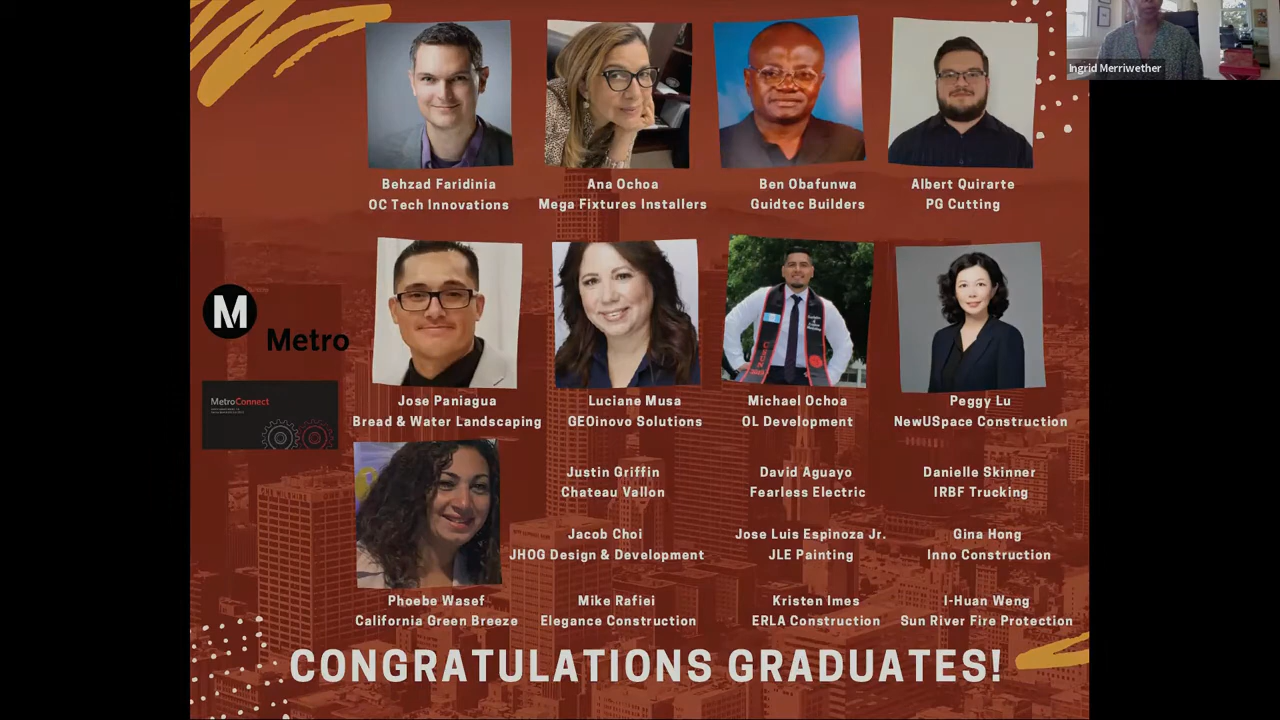 Ingrid Merriwether
Behzad Faridinia
OC Tech Innovations
Ana Ochoa
Mega Fixtures Installers
Ben Obafunwa
Guidtec Builders
Albert Quirarte
PG Cutting
M
Metro
MetroConnect
Jose Paniagua
Bread & Water Landscaping
Luciane Musa
GEOinovo Solutions
Michael Ochoa
OL Development
Peggy Lu
NewUSpace Construction
Justin Griffin
Chateau Vallon
David Aguayo
Fearless Electric
Danielle Skinner
IRBF Trucking
Jacob Choi
JHOG Design & Development
Jose Luis Espinoza Jr.
JLE Painting
Gina Hong
Inno Construction
Phoebe Wasef
California Green Breeze
Mike Rafiei
Elegance Construction
Kristen Imes
ERLA Construction
I-Huan Weng
Sun River Fire Protection
CONGRATULATIONS GRADUATES!